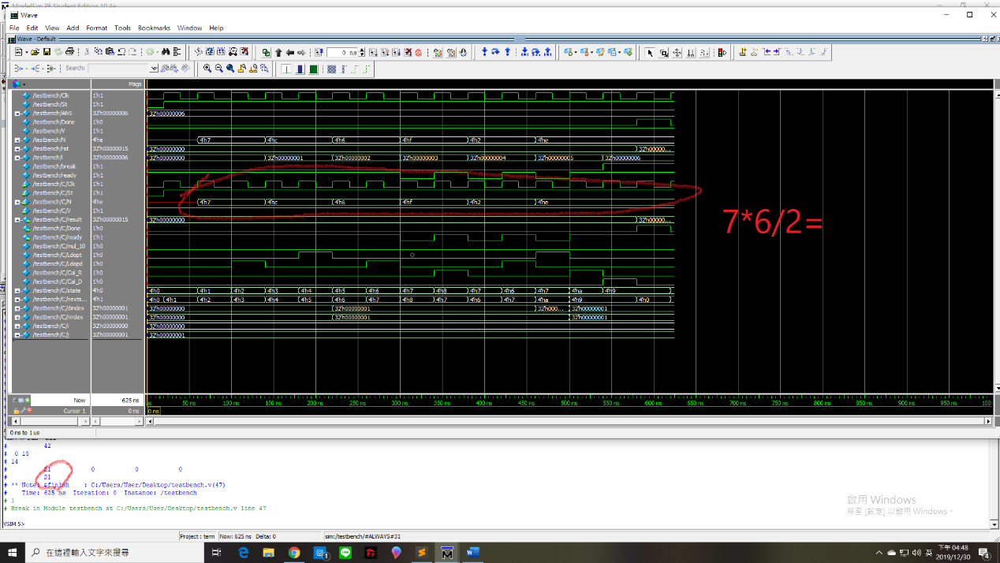 ModelSim PE Student Edition 10.4a
Wave
File Edit View Add Format Tools Bookmarks Window Help
Wave - Default
0 ns
Search:
Msgs
/testbench/Clk 1'h1
/testbench/St 1'h1
/testbench/ANS 32'h00000006 32'h00000006
/testbench/Done 1'h0
/testbench/V 1'h1
/testbench/N 4'he 4'h7 4'hc 4'h6 4'hf 4'h2 4'he
/testbench/rst 32'h00000015 32'h00000000 32'h0000...
/testbench/I 32'h00000006 32'h00000000 32'h00000001 32'h00000002 32'h00000003 32'h00000004 32'h00000005 32'h00000006
/testbench/break 1'h1
/testbench/ready 1'h1
/testbench/C/Clk 1'h1
/testbench/C/St 1'h1
/testbench/C/N 4'he 4'h7 4'hc 4'h6 4'hf 4'h2 4'he
/testbench/C/V 1'h1
/testbench/C/result 32'h00000015 32'h00000000 32'h0000...
/testbench/C/Done 1'h0
/testbench/C/ready 1'h1
/testbench/C/mul_10 1'h0
/testbench/C/Ldopt 1'h0
/testbench/C/Ldopd 1'h0
/testbench/C/Cal_R 1'h0
/testbench/C/Cal_D 1'h0
/testbench/C/state 4'h0 4'h0 4'h1 4'h2 4'h3 4'h4 4'h5 4'h6 4'h7 4'h8 4'h7 4'h6 4'h7 4'ha 4'h9
/testbench/C/nexts... 4'h1 4'h0 4'h1 4'h2 4'h3 4'h4 4'h5 4'h6 4'h7 4'h8 4'h7 4'h6 4'h7 4'ha 4'h9 4'h0
/testbench/C/dindex 32'h00000001 32'h00000000 32'h00000001 32'h000... 32'h00000001
/testbench/C/rindex 32'h00000001 32'h00000000 32'h00000001 32'h00000001
/testbench/C/i 32'h00000000 32'h00000000
/testbench/C/j 32'h00000001 32'h00000001
7*6/2=
Now 625 ns
50 ns 100 ns 150 ns 200 ns 250 ns 300 ns 350 ns 400 ns 450 ns 500 ns 550 ns 600 ns 650 ns 700 ns 750 ns 800 ns 850 ns 900 ns 950 ns
Cursor 1 0 ns 0 ns
0 ns to 1 us
# 42
# 0 15
# 14
# 21 0 0 0
# 21
# ** Note: $finish : C:/Users/User/Desktop/testbench.v(47)
# Time: 625 ns Iteration: 0 Instance: /testbench
# 1
# Break in Module testbench at C:/Users/User/Desktop/testbench.v line 47
VSIM 5>
啟用 Windows
移至 [設定] 以啟用 Windows。
Project : term Now: 625 ns Delta: 0 sim:/testbench/#ALWAYS#31
在這裡輸入文字來搜尋
英
下午 04:48
2019/12/30